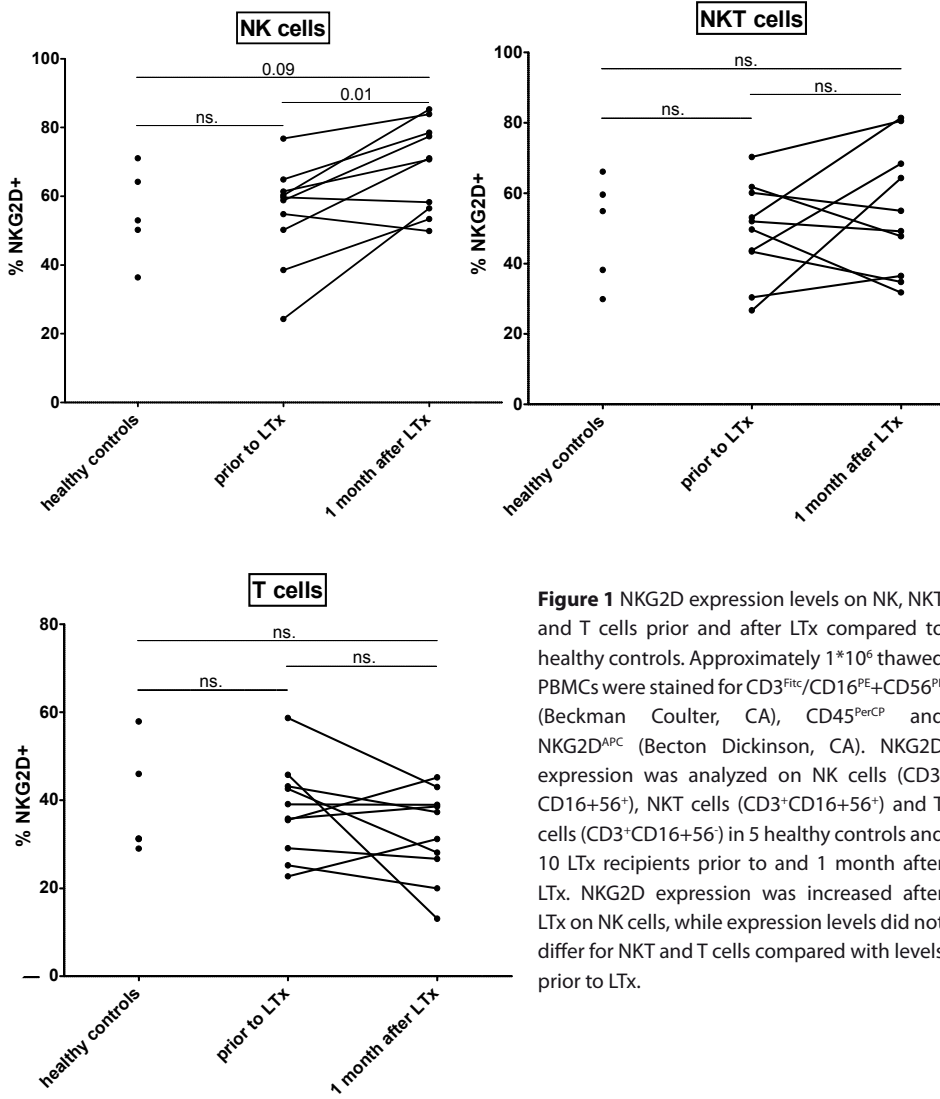 NK cells
100
80
60
40
20
0
% NKG2D+
0.09
0.01
ns.
healthy controls
prior to LTx
1 month after LTx
NKT cells
100
80
60
40
20
0
% NKG2D+
ns.
ns.
ns.
healthy controls
prior to LTx
1 month after LTx
T cells
80
60
40
20
0
% NKG2D+
ns.
ns.
ns.
healthy controls
prior to LTx
1 month after LTx
Figure 1 NKG2D expression levels on NK, NKT
and T cells prior and after LTx compared to
healthy controls. Approximately 1*10⁶ thawed
PBMCs were stained for CD3ᶠⁱᵗᶜ/CD16ᴾᴱ+CD56ᴾᴱ
(Beckman Coulter, CA), CD45ᴾᵉʳᶜᴾ and
NKG2Dᴬᴾᶜ (Becton Dickinson, CA). NKG2D
expression was analyzed on NK cells (CD3⁻
CD16+56⁺), NKT cells (CD3⁺CD16+56⁺) and T
cells (CD3⁺CD16+56⁻) in 5 healthy controls and
10 LTx recipients prior to and 1 month after
LTx. NKG2D expression was increased after
LTx on NK cells, while expression levels did not
differ for NKT and T cells compared with levels
prior to LTx.